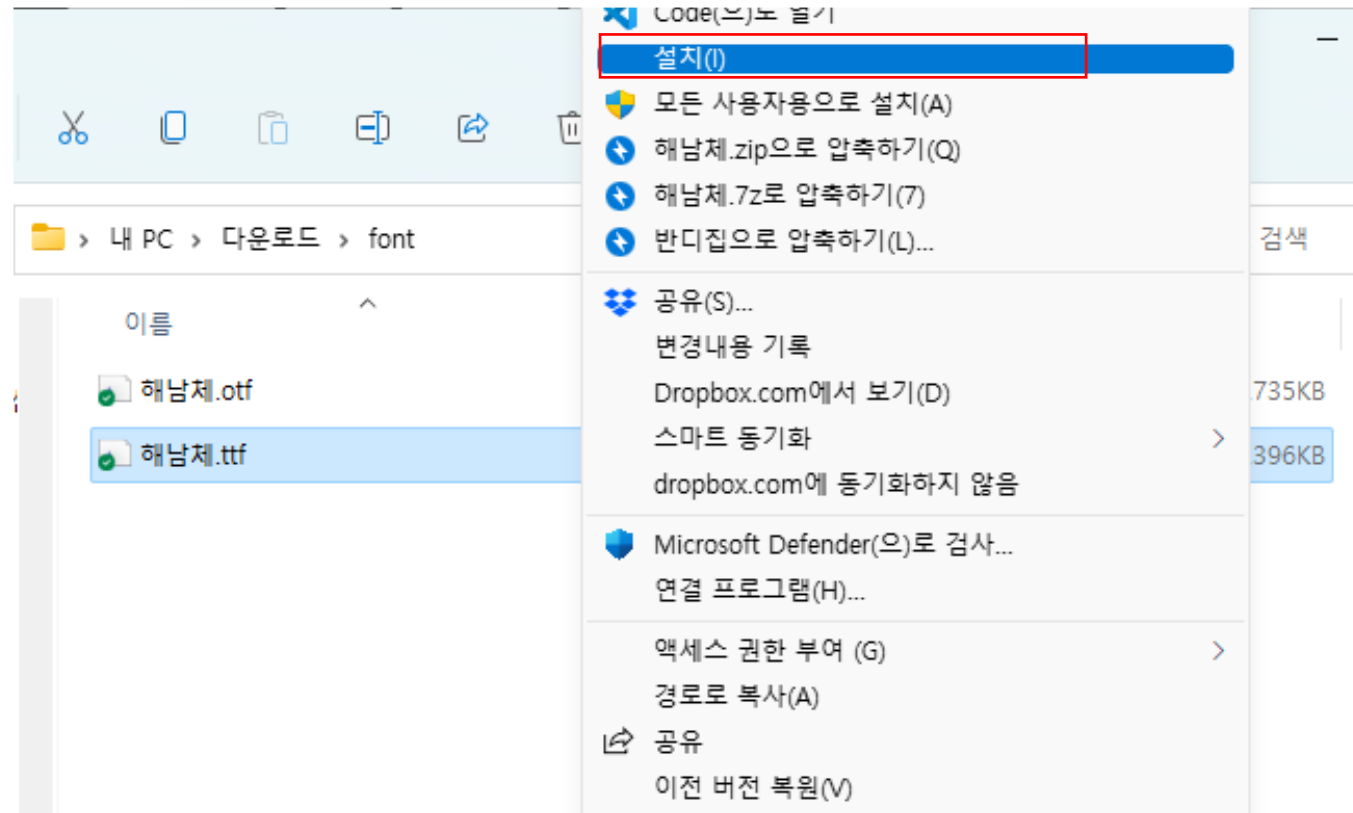 Code(으)로 열기
설치(I)
모든 사용자용으로 설치(A)
해남체.zip으로 압축하기(Q)
해남체.7z로 압축하기(7)
반디집으로 압축하기(L)...
내 PC > 다운로드 > font
검색
공유(S)...
이름
변경내용 기록
해남체.otf
735KB
Dropbox.com에서 보기(D)
스마트 동기화
해남체.ttf
396KB
dropbox.com에 동기화하지 않음
Microsoft Defender(으)로 검사...
연결 프로그램(H)...
액세스 권한 부여 (G)
경로로 복사(A)
공유
이전 버전 복원(V)